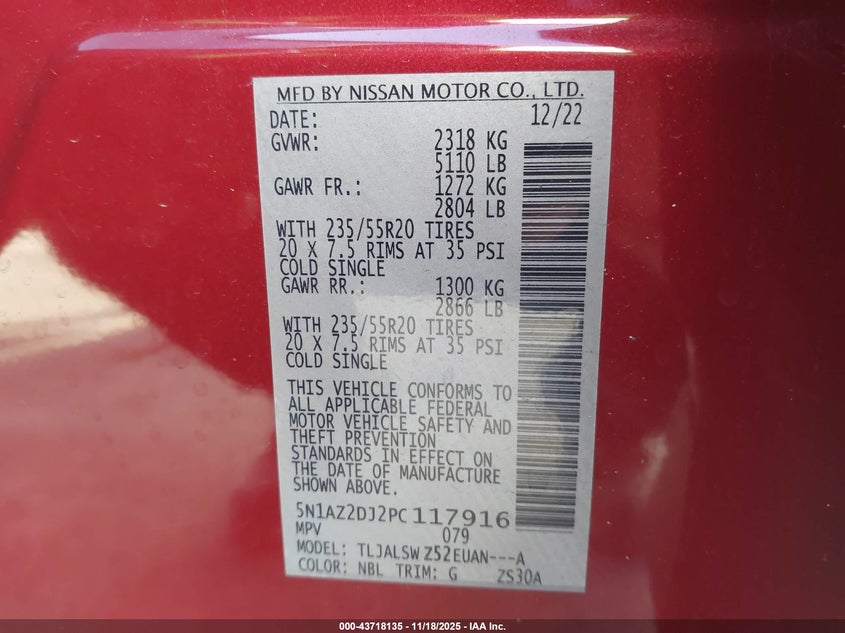 MFD BY NISSAN MOTOR CO., LTD.
DATE: 12/22
GVWR: 2318 KG
5110 LB
GAWR FR.: 1272 KG
2804 LB
WITH 235/55R20 TIRES
20 X 7.5 RIMS AT 35 PSI
COLD SINGLE
GAWR RR.: 1300 KG
2866 LB
WITH 235/55R20 TIRES
20 X 7.5 RIMS AT 35 PSI
COLD SINGLE
THIS VEHICLE CONFORMS TO
ALL APPLICABLE FEDERAL
MOTOR VEHICLE SAFETY AND
THEFT PREVENTION
STANDARDS IN EFFECT ON
THE DATE OF MANUFACTURE
SHOWN ABOVE.
5N1AZ2DJ2PC117916
MPV 079
MODEL: TLJALSW Z52EUAN---A
COLOR: NBL TRIM: G ZS30A
000-43718135 - 11/18/2025 - IAA Inc.